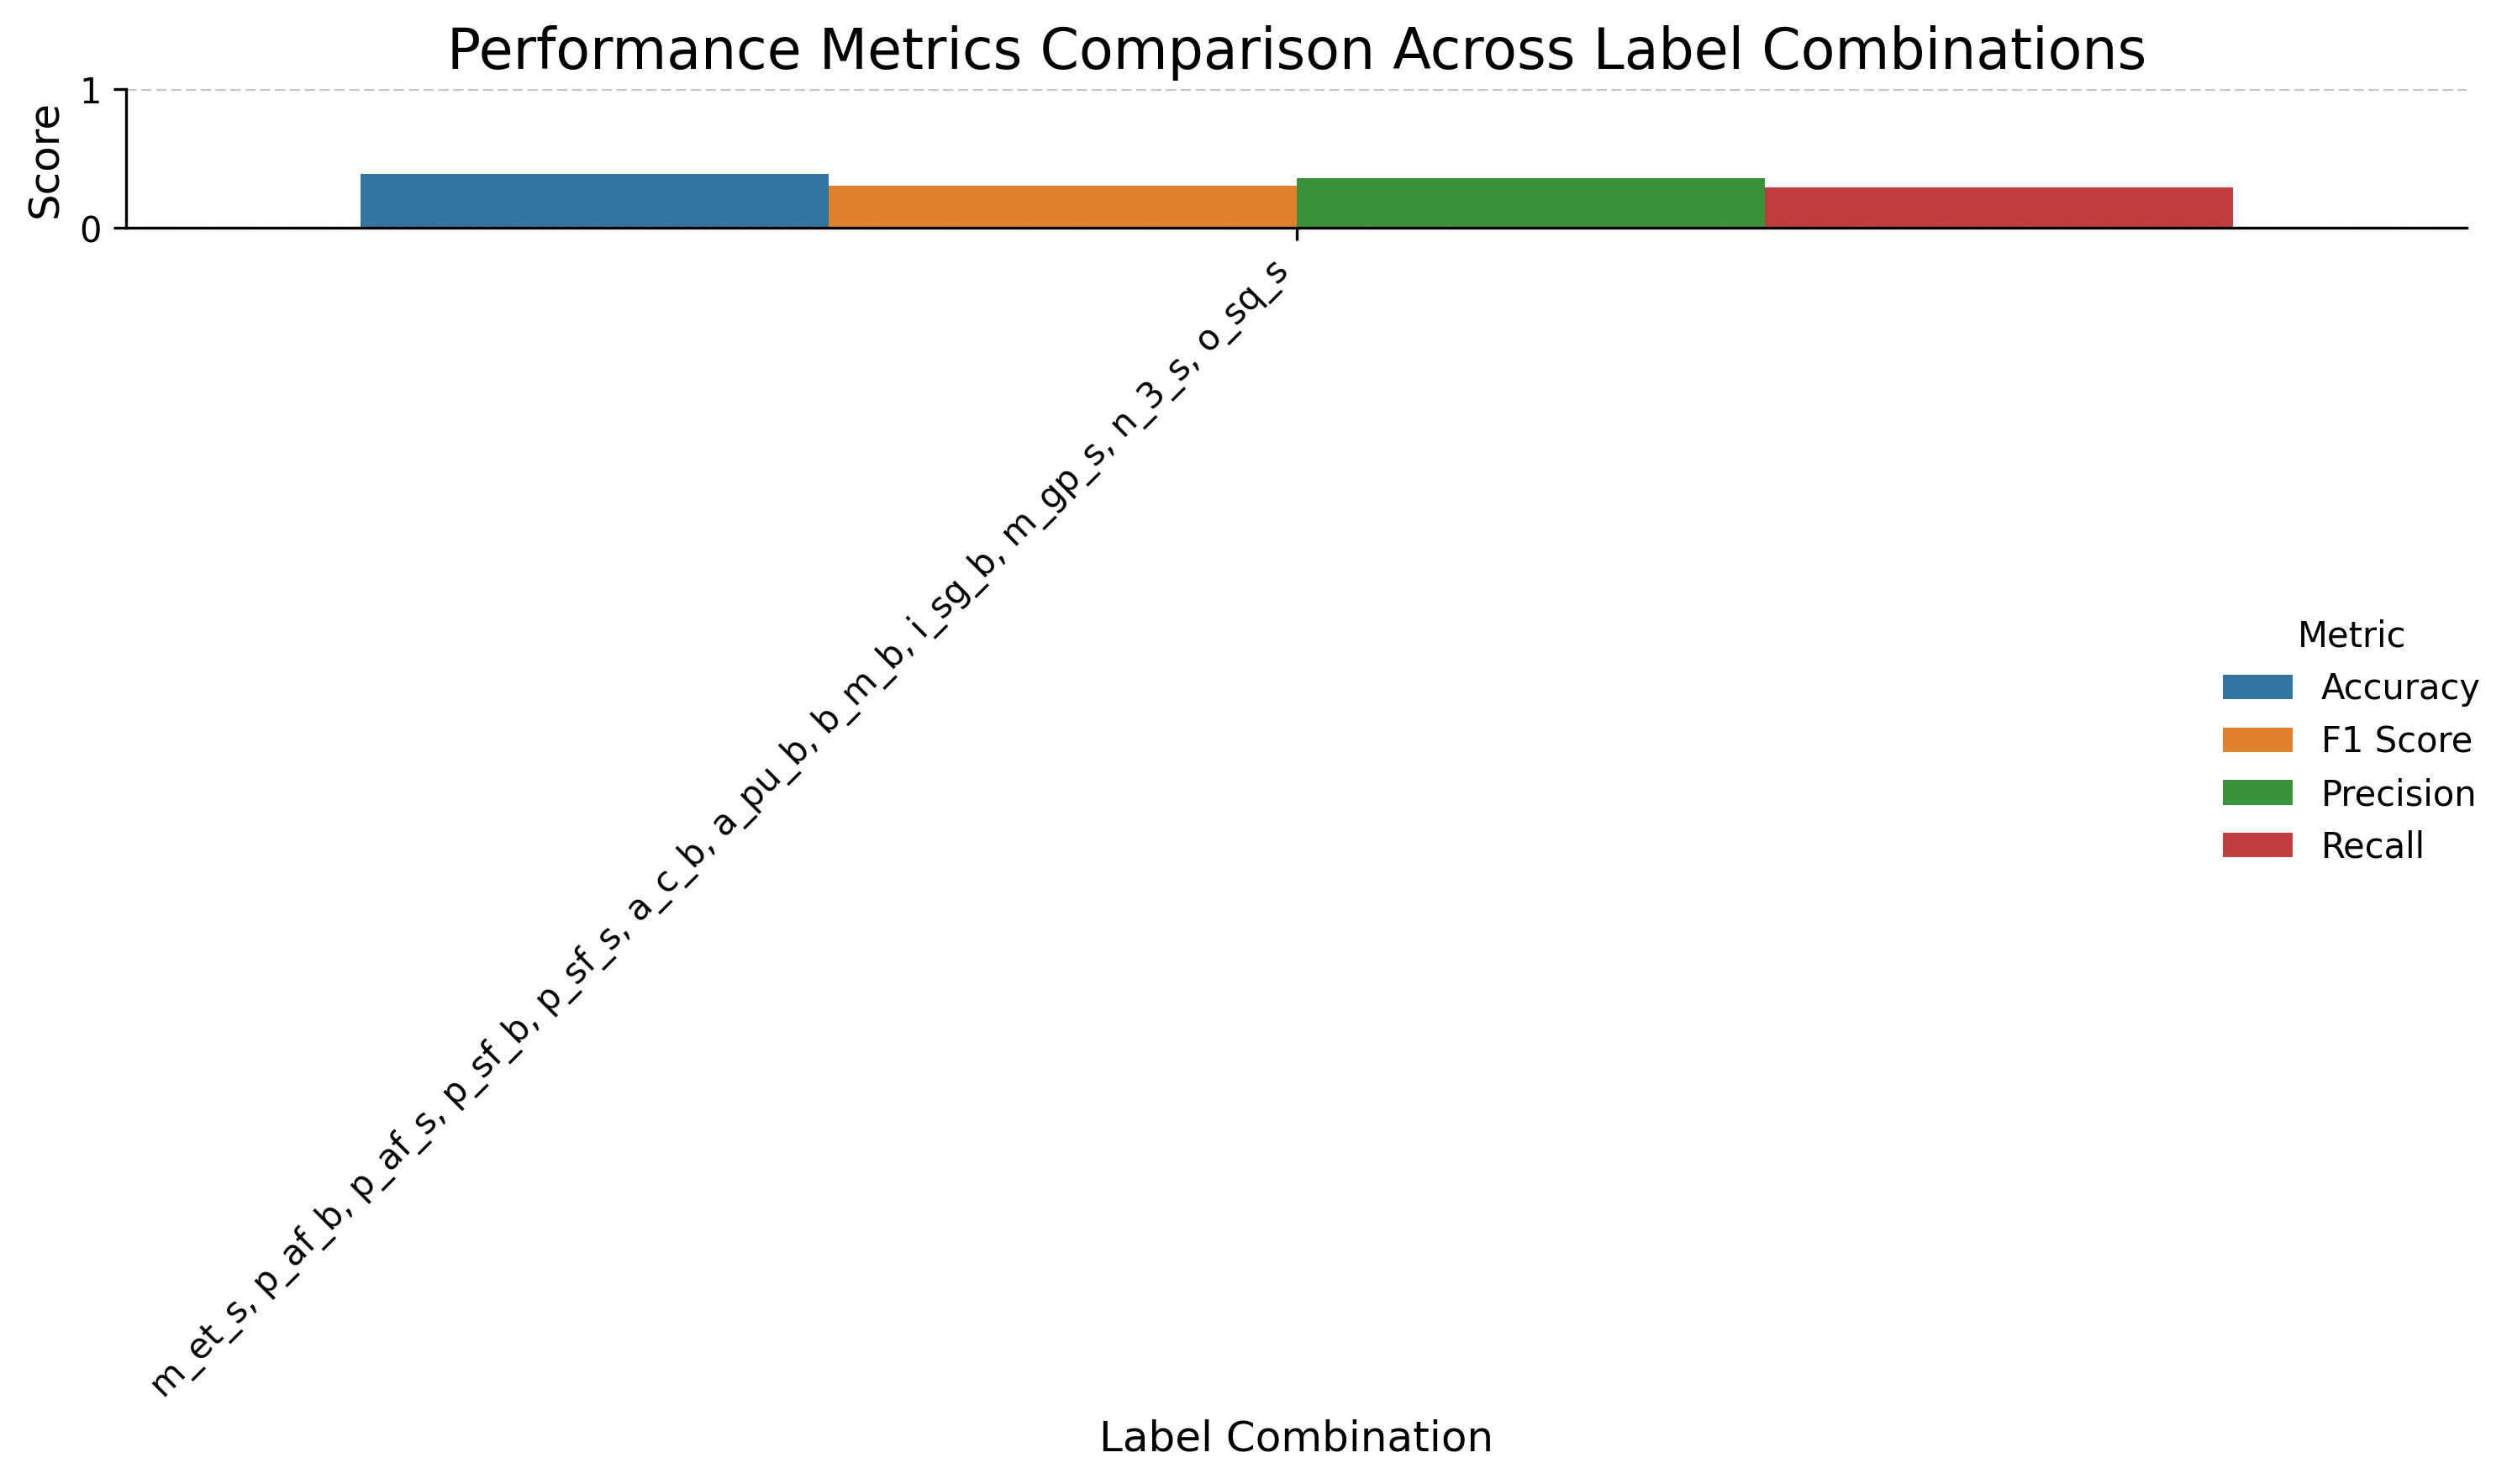 Performance Metrics Comparison Across Label Combinations
1
Score
0
m_et_s, p_af_b, p_af_s, p_sf_b, p_sf_s, a_c_b, a_pu_b, b_m_b, i_sg_b, m_gp_s, n_3_s, o_sq_s
Metric
Accuracy
F1 Score
Precision
Recall
Label Combination